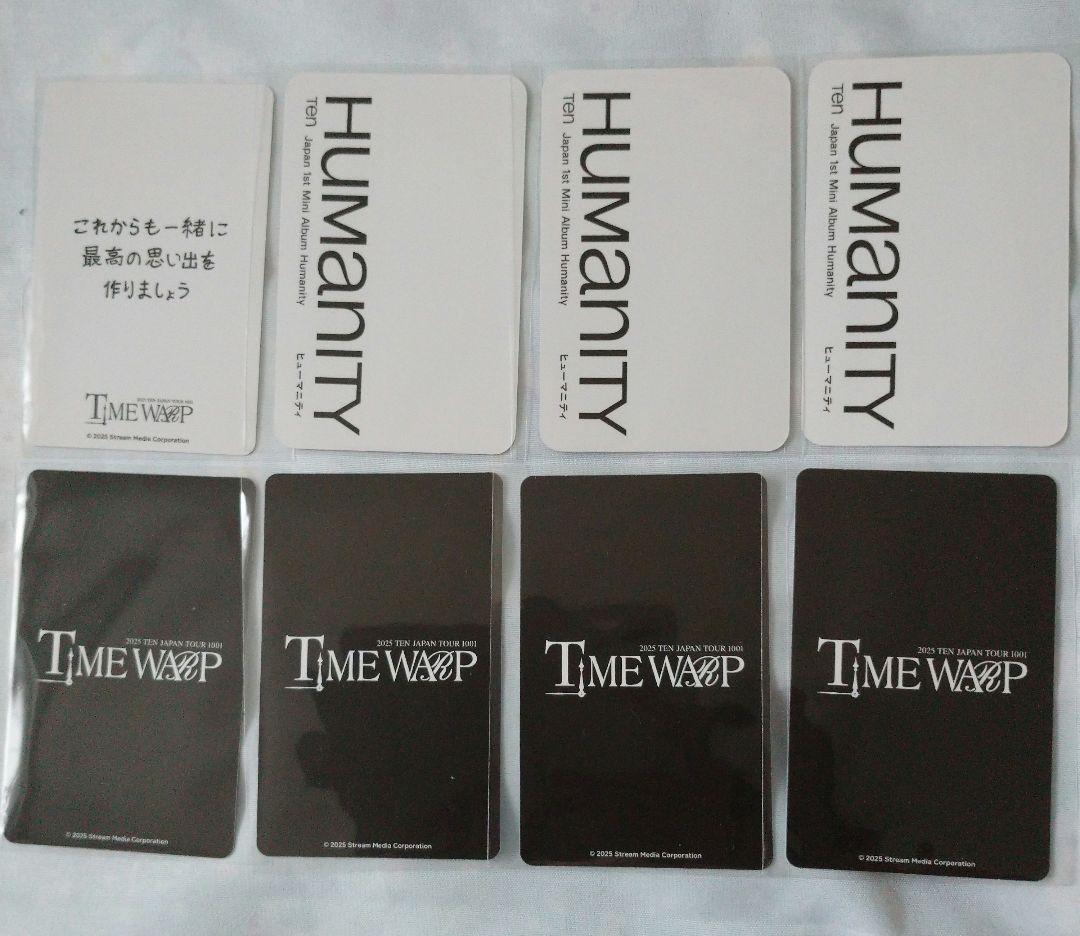 これからも一緒に
最高の思い出を
作りましょう
2025 TEN JAPAN TOUR 1001
TIME WARP
© 2025 Stream Media Corporation
HUMANITY
TEN Japan 1st Mini Album Humanity
ヒューマニティ
HUMANITY
TEN Japan 1st Mini Album Humanity
ヒューマニティ
HUMANITY
TEN Japan 1st Mini Album Humanity
ヒューマニティ
2025 TEN JAPAN TOUR 1001
TIME WARP
© 2025 Stream Media Corporation
2025 TEN JAPAN TOUR 1001
TIME WARP
© 2025 Stream Media Corporation
2025 TEN JAPAN TOUR 1001
TIME WARP
© 2025 Stream Media Corporation
2025 TEN JAPAN TOUR 1001
TIME WARP
© 2025 Stream Media Corporation